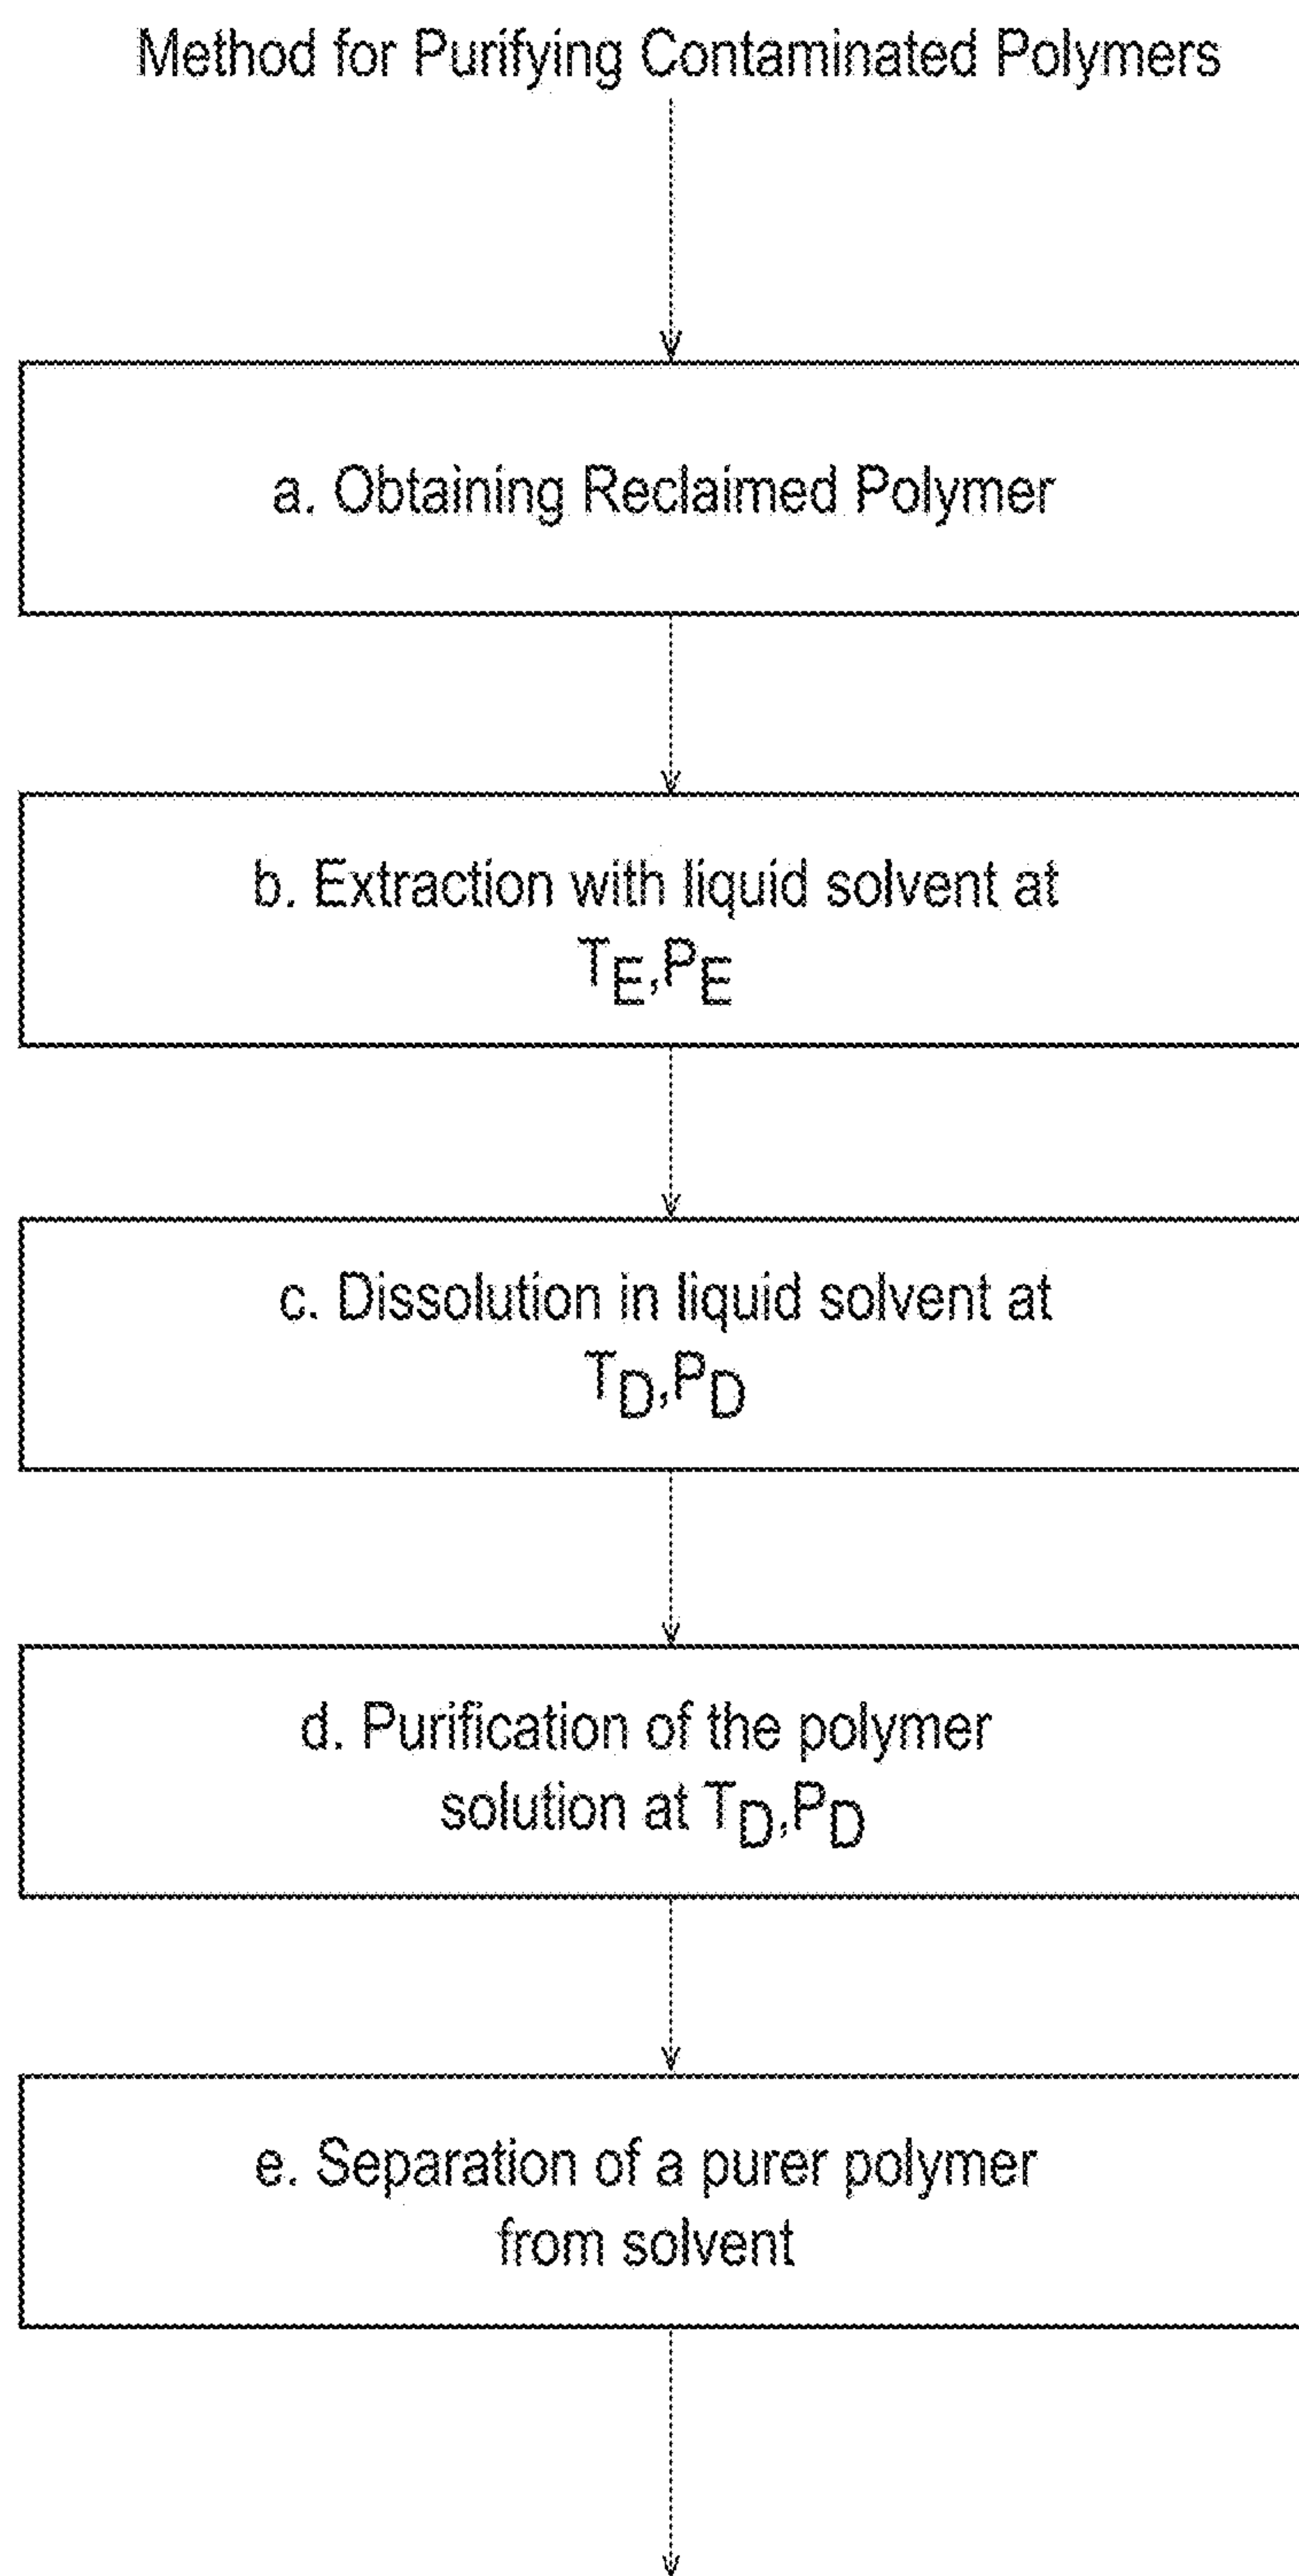 Method for Purifying Contaminated Polymers
a. Obtaining Reclaimed Polymer
b. Extraction with liquid solvent at
TE,PE
c. Dissolution in liquid solvent at
TD,PD
d. Purification of the polymer
solution at TD,PD
e. Separation of a purer polymer
from solvent